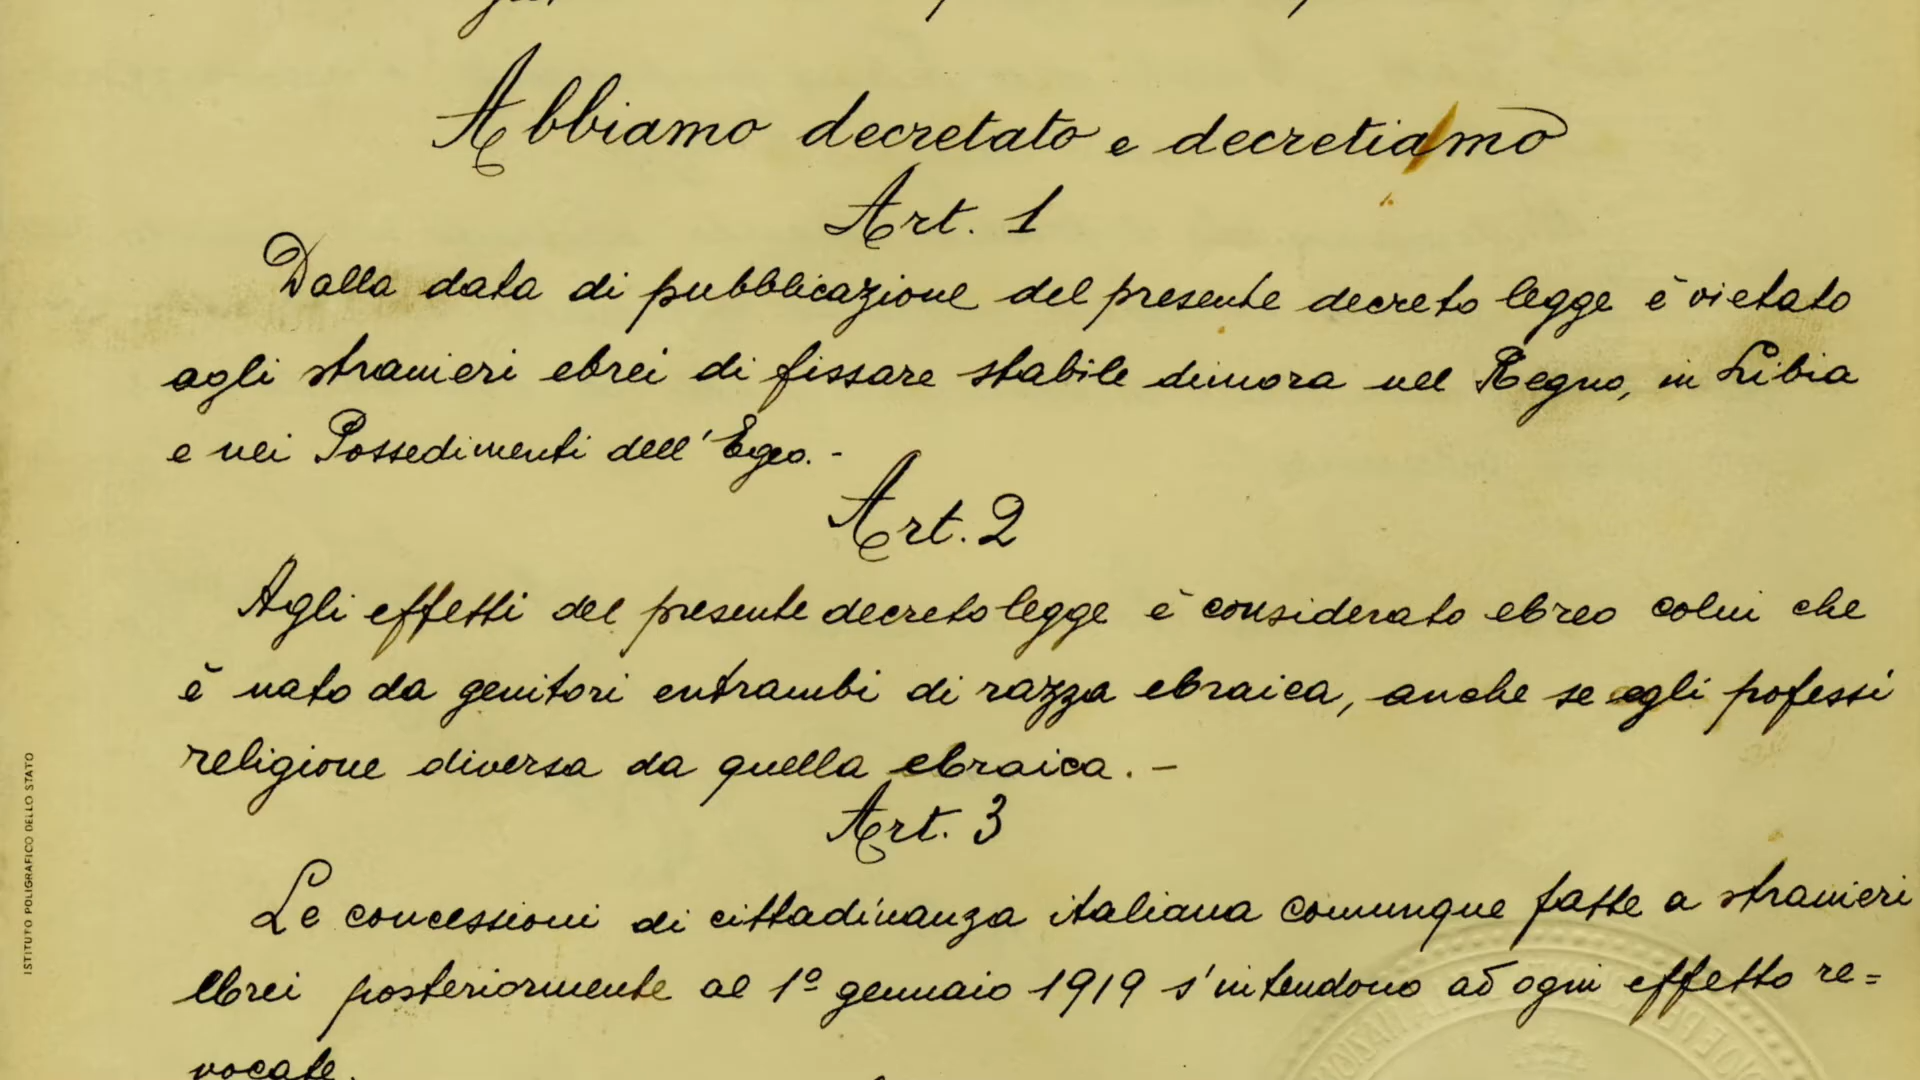 Abbiamo decretato e decretiamo
Art. 1
Dalla data di pubblicazione del presente decreto legge è vietato
agli stranieri ebrei di fissare stabile dimora nel Regno, in Libia
e nei Possedimenti dell'Egeo. -
Art. 2
Agli effetti del presente decreto legge è considerato ebreo colui che
è nato da genitori entrambi di razza ebraica, anche se egli pofessi
religione diversa da quella ebraica. -
Art. 3
Le concessioni di cittadinanza italiana comunque fatte a stranieri
ebrei posteriormente al 1º gennaio 1919 s'intendono ad ogni effetto re=
vocate.
ISTITUTO POLIGRAFICO DELLO STATO